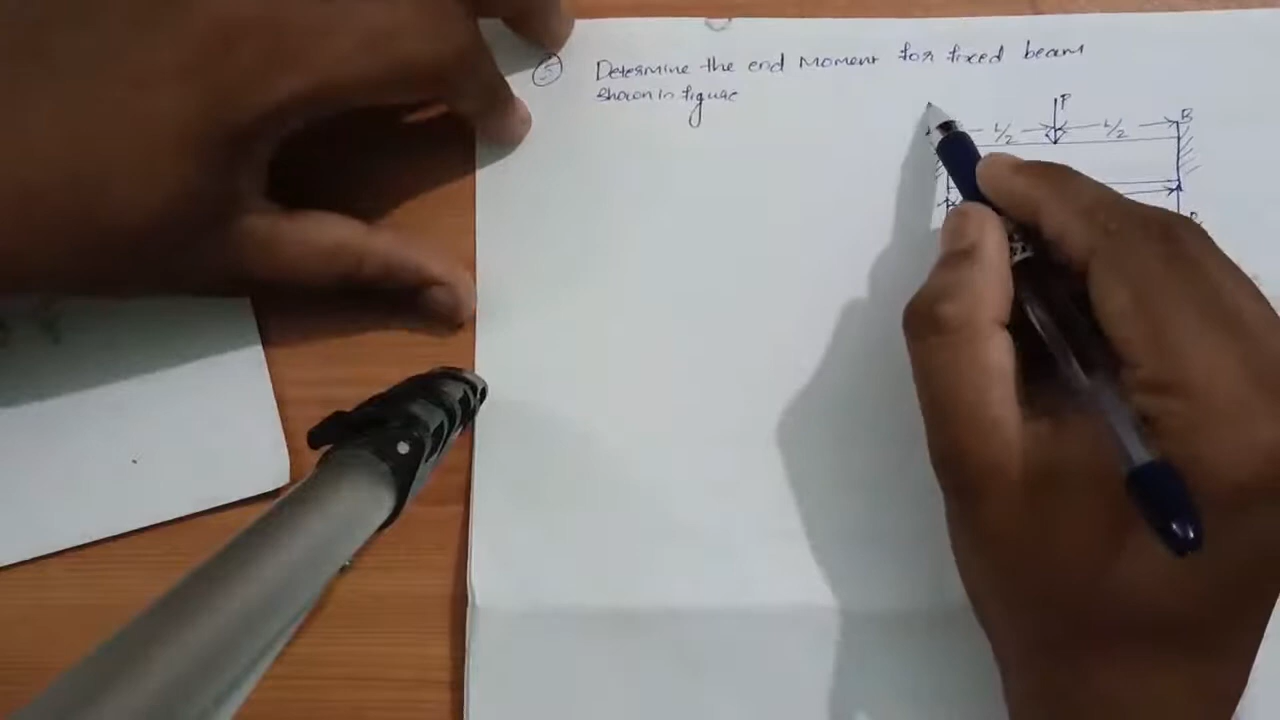 5 Determine the end Moment for fixed beam
shown in figure
P
B
L/2 L/2